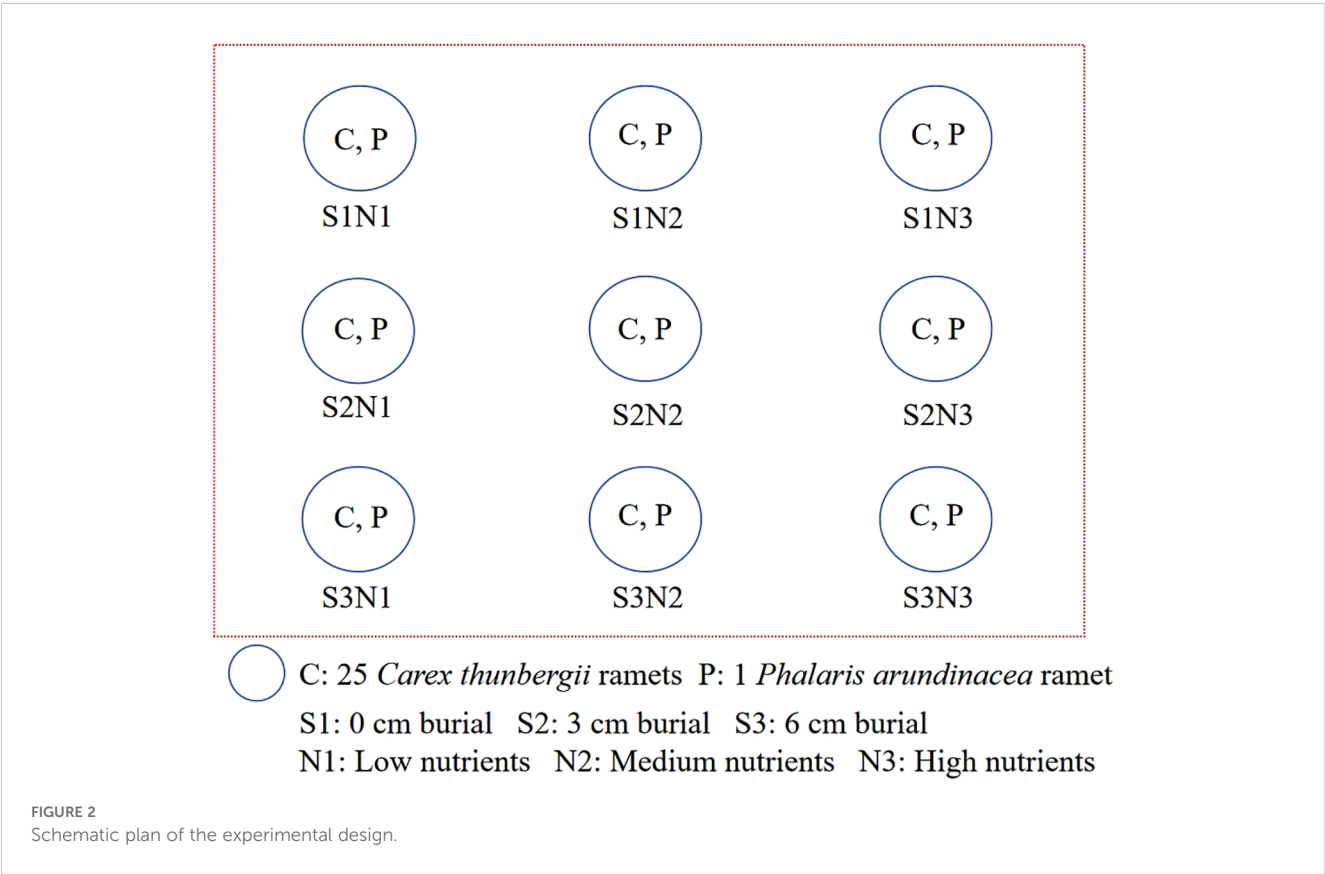 C, P C, P C, P
S1N1 S1N2 S1N3
C, P C, P C, P
S2N1 S2N2 S2N3
C, P C, P C, P
S3N1 S3N2 S3N3
C: 25 Carex thunbergii ramets P: 1 Phalaris arundinacea ramet
S1: 0 cm burial S2: 3 cm burial S3: 6 cm burial
N1: Low nutrients N2: Medium nutrients N3: High nutrients
FIGURE 2
Schematic plan of the experimental design.